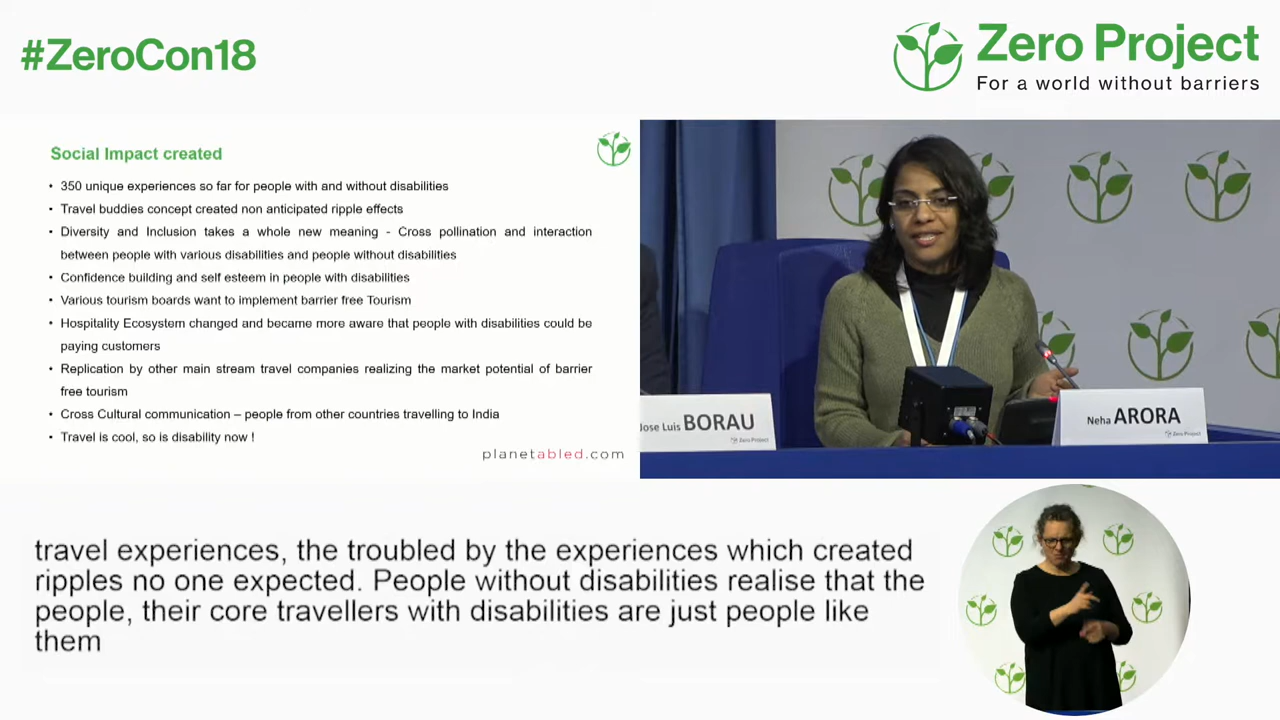 #ZeroCon18
Zero Project
For a world without barriers
Social Impact created
• 350 unique experiences so far for people with and without disabilities
• Travel buddies concept created non anticipated ripple effects
• Diversity and Inclusion takes a whole new meaning - Cross pollination and interaction
between people with various disabilities and people without disabilities
• Confidence building and self esteem in people with disabilities
• Various tourism boards want to implement barrier free Tourism
• Hospitality Ecosystem changed and became more aware that people with disabilities could be
paying customers
• Replication by other main stream travel companies realizing the market potential of barrier
free tourism
• Cross Cultural communication – people from other countries travelling to India
• Travel is cool, so is disability now !
planetabled.com
Jose Luis BORAU
Zero Project
Neha ARORA
Zero Project
travel experiences, the troubled by the experiences which created
ripples no one expected. People without disabilities realise that the
people, their core travellers with disabilities are just people like
them